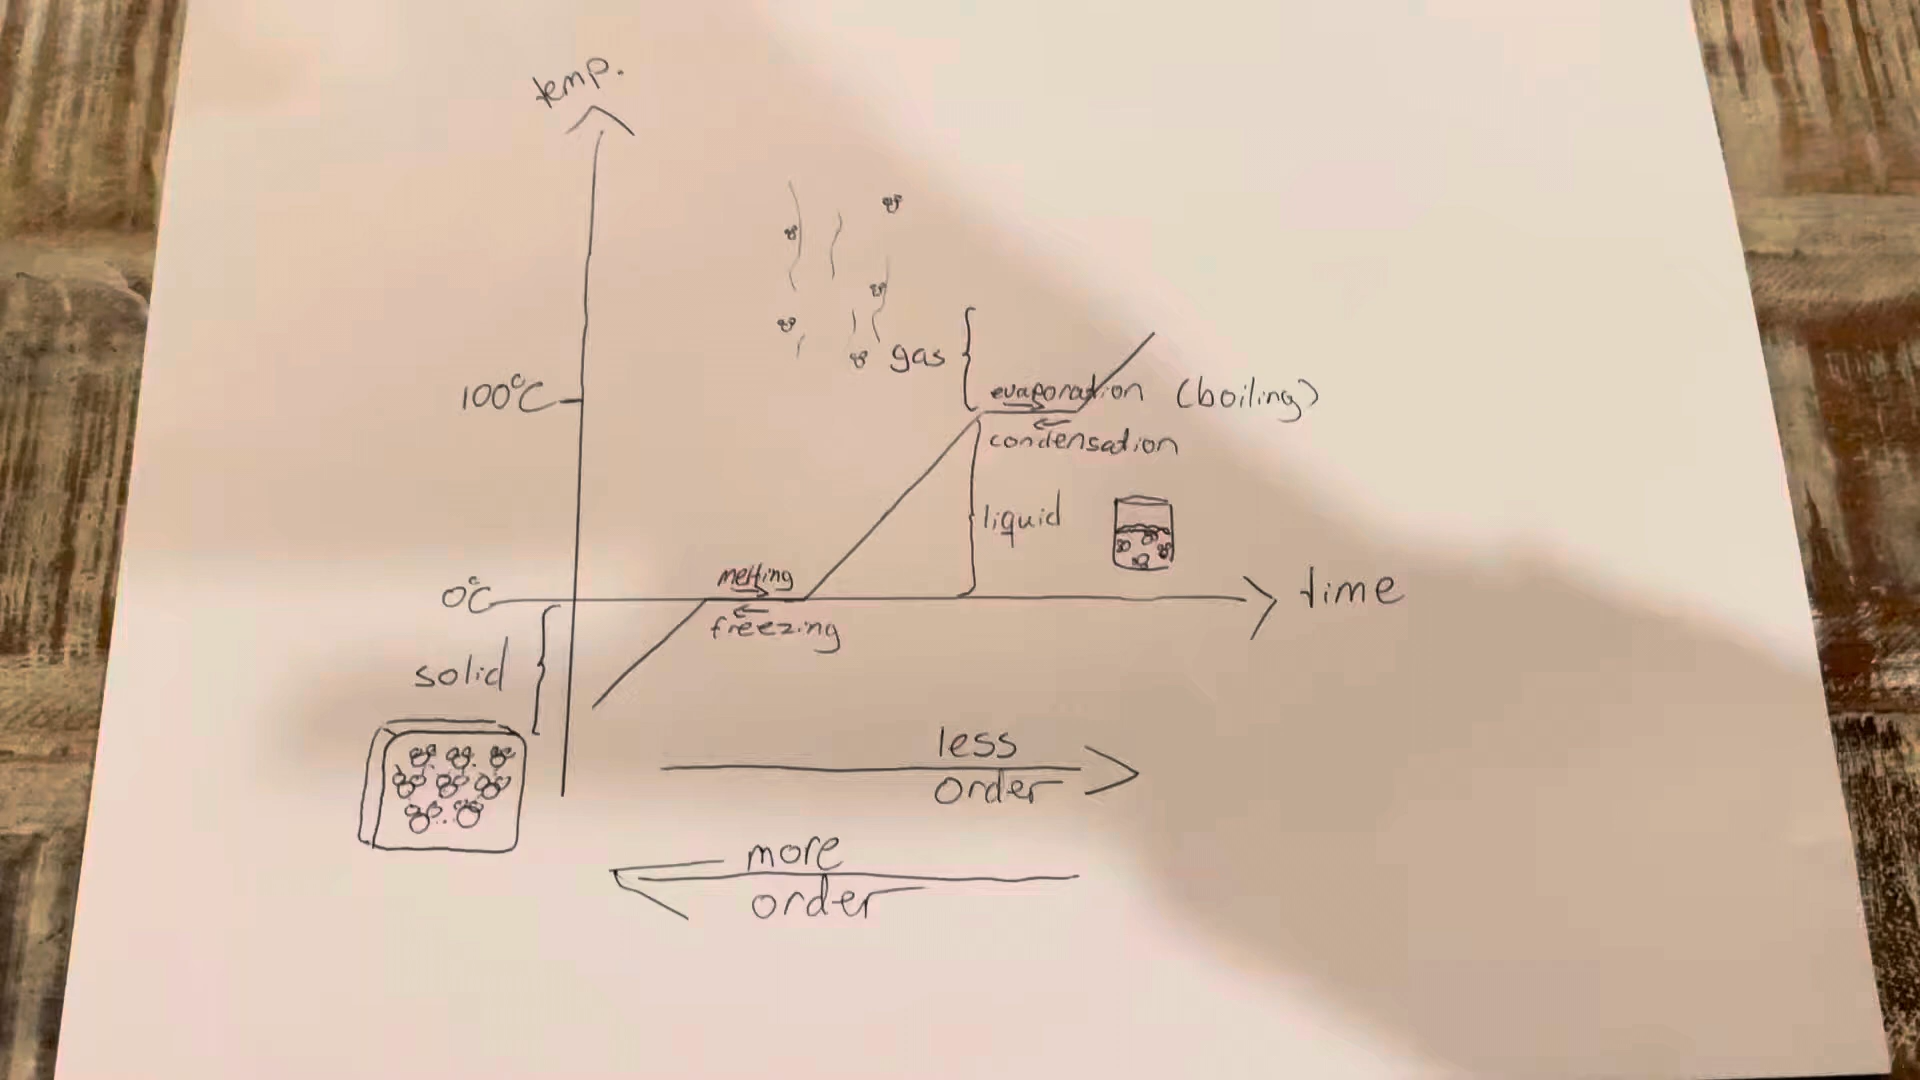 temp.
100°C
gas
evaporation (boiling)
condensation
liquid
0°C
melting
freezing
time
solid
less
order
more
order